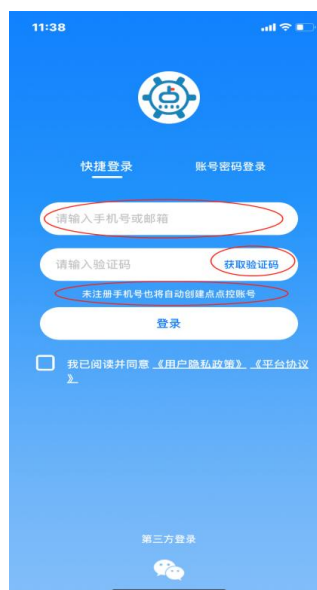 11:38
点
快捷登录 账号密码登录
请输入手机号或邮箱
请输入验证码 获取验证码
未注册手机号也将自动创建点点控账号
登录
我已阅读并同意《用户隐私政策》《平台协议
》
第三方登录